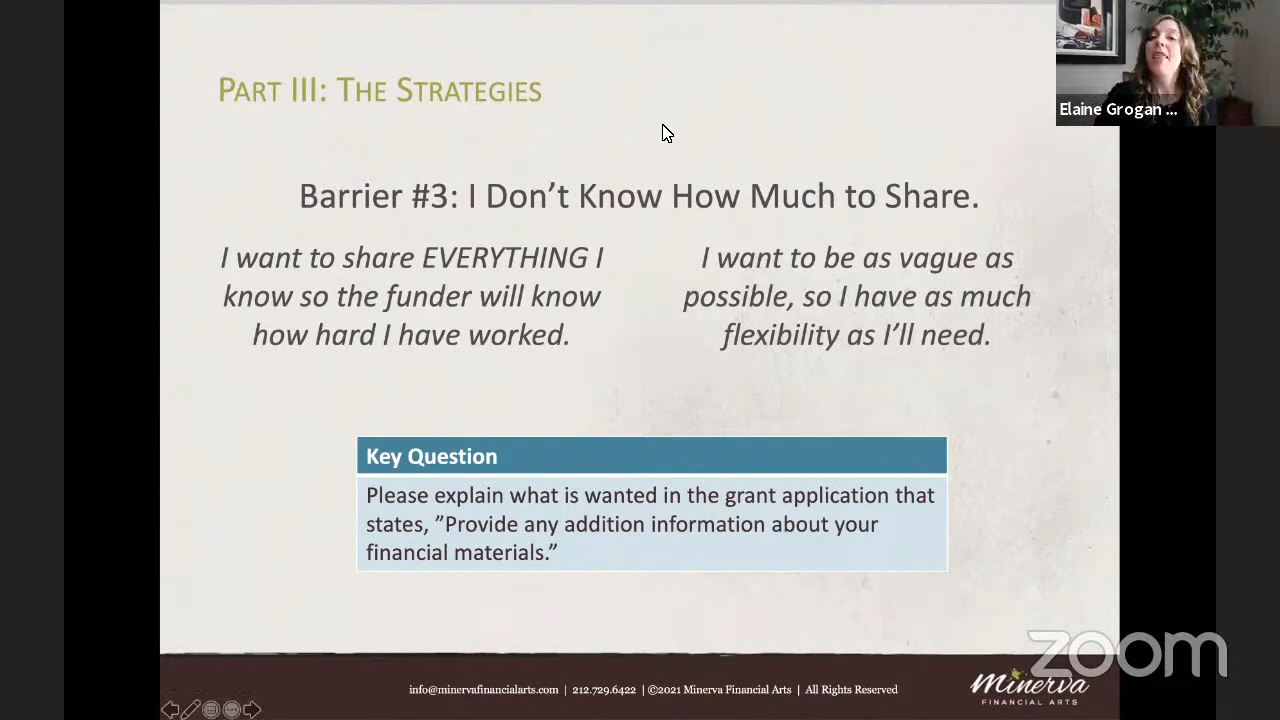 PART III: THE STRATEGIES
Elaine Grogan ...
Barrier #3: I Don't Know How Much to Share.
I want to share EVERYTHING I
know so the funder will know
how hard I have worked.
I want to be as vague as
possible, so I have as much
flexibility as I'll need.
Key Question
Please explain what is wanted in the grant application that
states, ”Provide any addition information about your
financial materials.”
zoom
info@minervafinancialarts.com | 212.729.6422 | ©2021 Minerva Financial Arts | All Rights Reserved
Minerva
FINANCIAL ARTS